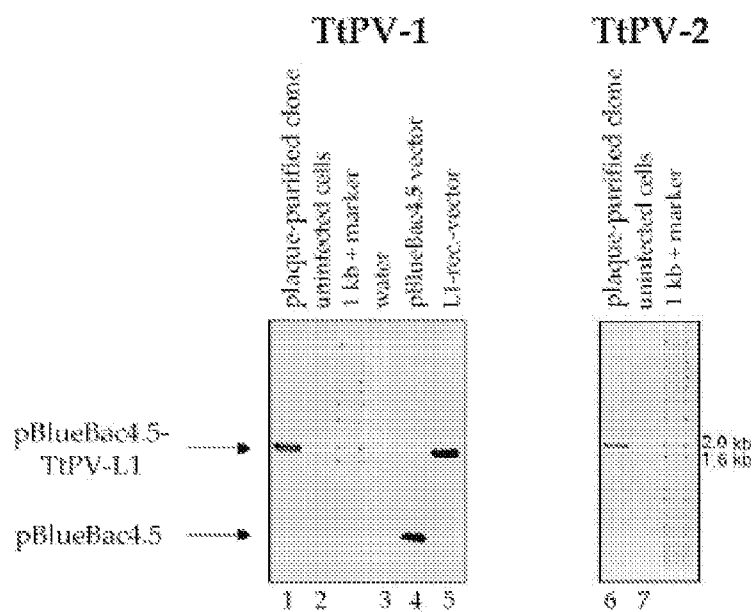 TtPV-1
TtPV-2
plaque-purified clone
uninfected cells
1 kb + marker
water
pBlueBac4.5 vector
L1-rec.-vector
plaque-purified clone
uninfected cells
1 kb + marker
pBlueBac4.5-
TtPV-L1
pBlueBac4.5
2.0 kb
1.6 kb
1 2 3 4 5
6 7